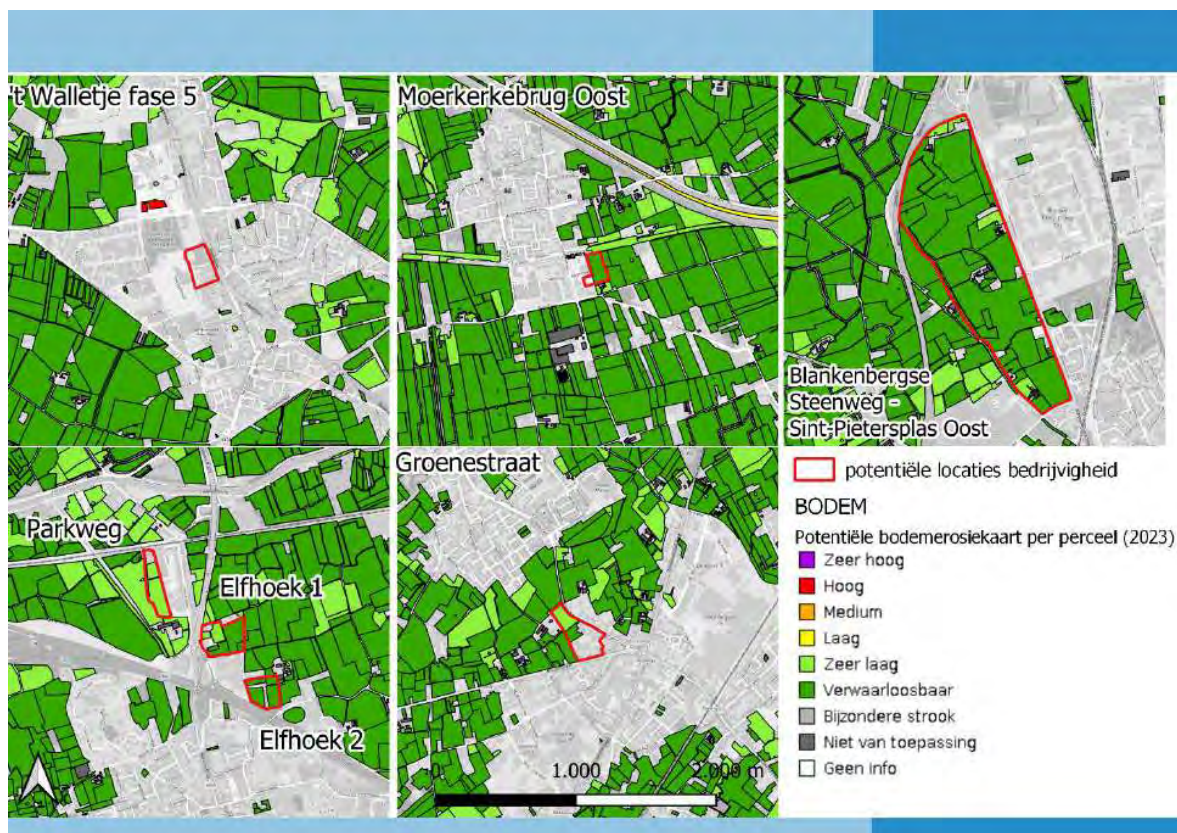 't Walletje fase 5
Moerkerkebrug Oost
Blankenbergse
Steenweg -
Sint-Pietersplas Oost
Parkweg
Elfhoek 1
Elfhoek 2
Groenestraat
0 1.000 2.000 m
potentiële locaties bedrijvigheid
BODEM
Potentiële bodemerosiekaart per perceel (2023)
Zeer hoog
Hoog
Medium
Laag
Zeer laag
Verwaarloosbaar
Bijzondere strook
Niet van toepassing
Geen info